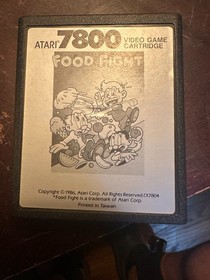 ATARI 7800 VIDEO GAME
CARTRIDGE
FOOD FIGHT
Copyright © 1986, Atari Corp. All Rights Reserved. CX7804
*Food Fight is a trademark of Atari Corp
Printed in Taiwan